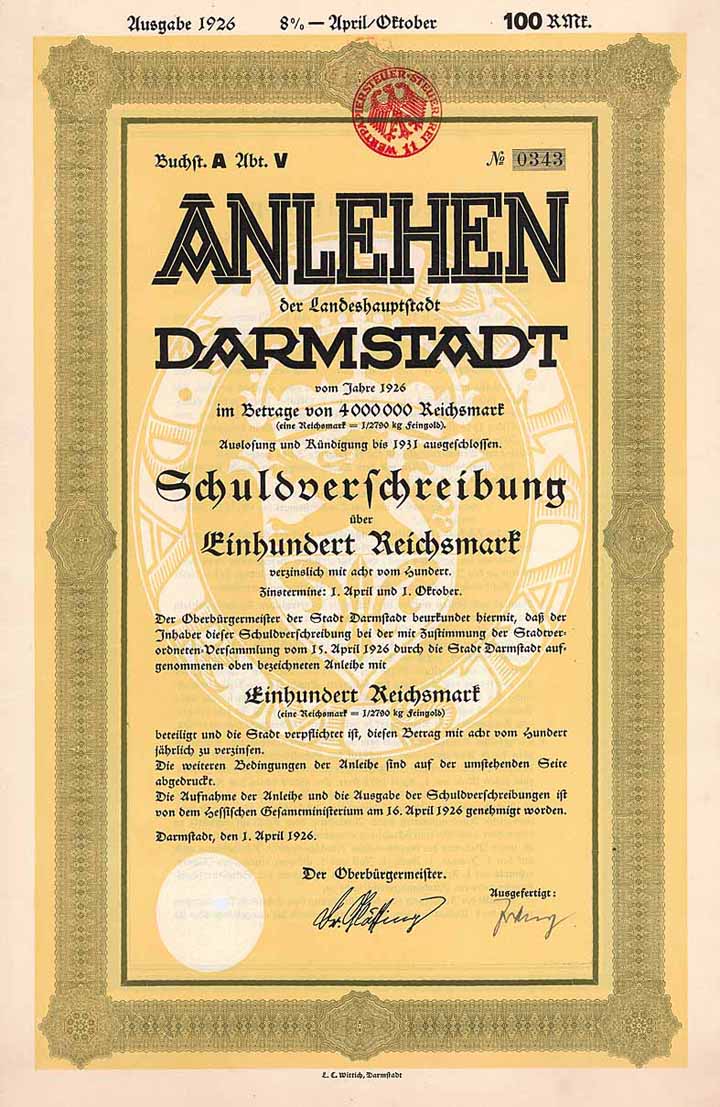 Ausgabe 1926 8% — April/Oktober 100 RMk.
WERTPAPIERSTEUER · STEUERFREI 11
Buchst. A Abt. V № 0343
ANLEHEN
der Landeshauptstadt
DARMSTADT
vom Jahre 1926
im Betrage von 4000000 Reichsmark
(eine Reichsmark = 1/2790 kg Feingold).
Auslosung und Kündigung bis 1931 ausgeschlossen.
Schuldverschreibung
über
Einhundert Reichsmark
verzinslich mit acht vom Hundert.
Zinstermine: 1. April und 1. Oktober.
Der Oberbürgermeister der Stadt Darmstadt beurkundet hiermit, daß der
Inhaber dieser Schuldverschreibung bei der mit Zustimmung der Stadtver-
ordneten-Versammlung vom 15. April 1926 durch die Stadt Darmstadt auf-
genommenen oben bezeichneten Anleihe mit
Einhundert Reichsmark
(eine Reichsmark = 1/2790 kg Feingold)
beteiligt und die Stadt verpflichtet ist, diesen Betrag mit acht vom Hundert
jährlich zu verzinsen.
Die weiteren Bedingungen der Anleihe sind auf der umstehenden Seite
abgedruckt.
Die Aufnahme der Anleihe und die Ausgabe der Schuldverschreibungen ist
von dem Hessischen Gesamtministerium am 16. April 1926 genehmigt worden.
Darmstadt, den 1. April 1926.
Der Oberbürgermeister.
Ausgefertigt:
L. C. Wittich, Darmstadt